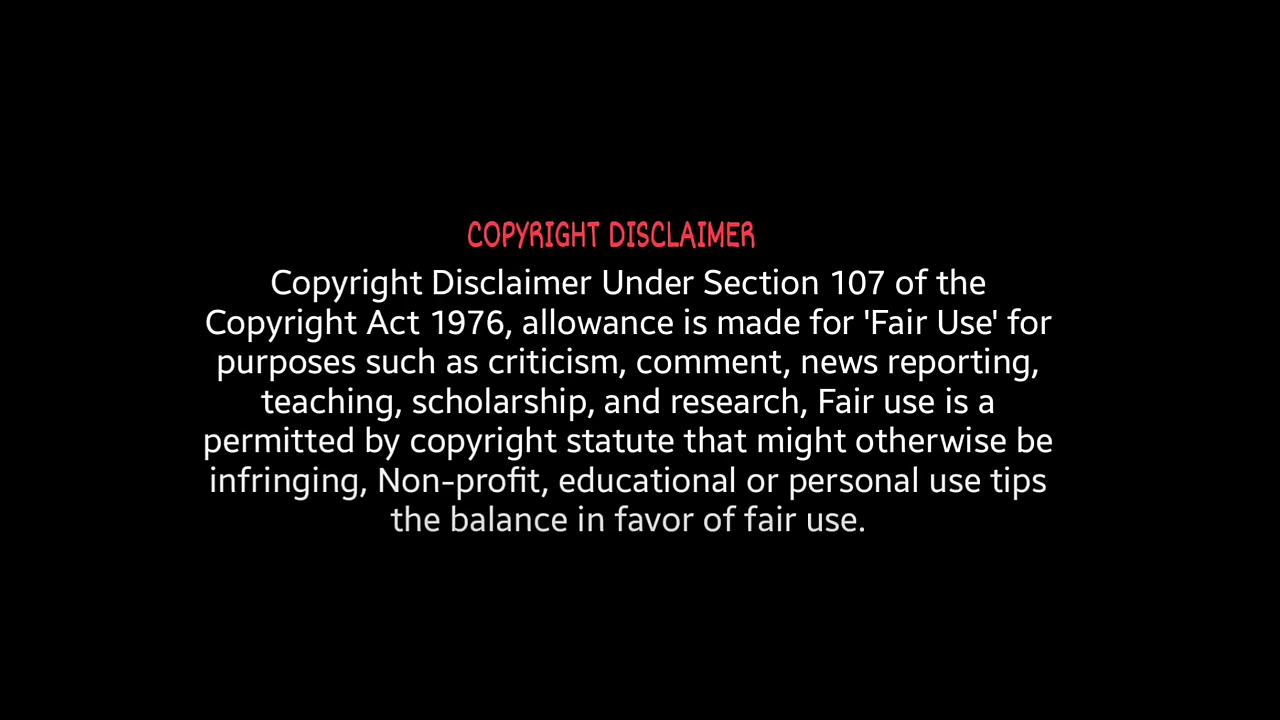 COPYRIGHT DISCLAIMER
Copyright Disclaimer Under Section 107 of the
Copyright Act 1976, allowance is made for 'Fair Use' for
purposes such as criticism, comment, news reporting,
teaching, scholarship, and research, Fair use is a
permitted by copyright statute that might otherwise be
infringing, Non-profit, educational or personal use tips
the balance in favor of fair use.